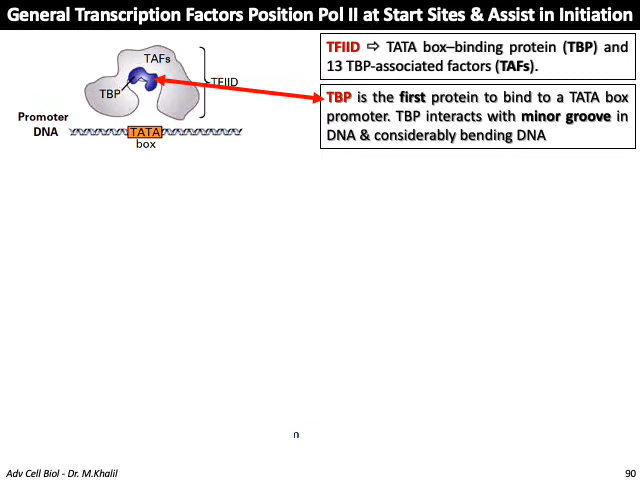 General Transcription Factors Position Pol II at Start Sites & Assist in Initiation
TAFs
TFIID
TBP
Promoter
DNA
TATA
box
TFIID ⇨ TATA box–binding protein (TBP) and
13 TBP-associated factors (TAFs).
TBP is the first protein to bind to a TATA box
promoter. TBP interacts with minor groove in
DNA & considerably bending DNA
n
Adv Cell Biol - Dr. M.Khalil
90